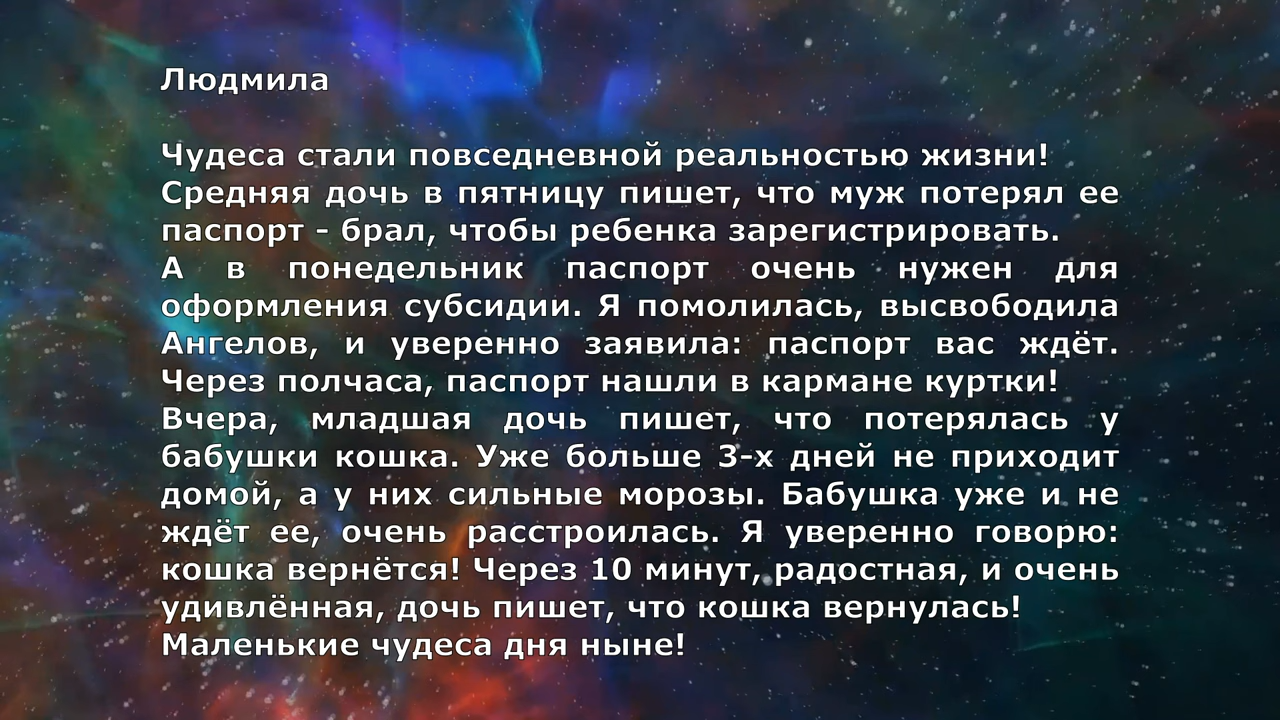 Людмила
Чудеса стали повседневной реальностью жизни!
Средняя дочь в пятницу пишет, что муж потерял ее
паспорт - брал, чтобы ребенка зарегистрировать.
А в понедельник паспорт очень нужен для
оформления субсидии. Я помолилась, высвободила
Ангелов, и уверенно заявила: паспорт вас ждёт.
Через полчаса, паспорт нашли в кармане куртки!
Вчера, младшая дочь пишет, что потерялась у
бабушки кошка. Уже больше 3-х дней не приходит
домой, а у них сильные морозы. Бабушка уже и не
ждёт ее, очень расстроилась. Я уверенно говорю:
кошка вернётся! Через 10 минут, радостная, и очень
удивлённая, дочь пишет, что кошка вернулась!
Маленькие чудеса дня ныне!